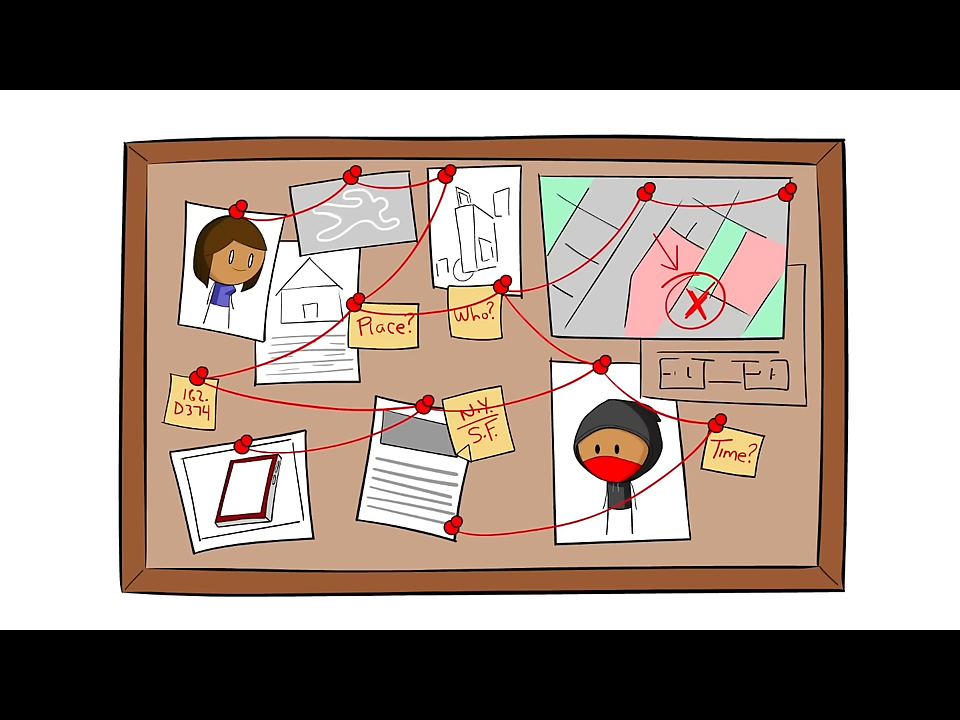 Place?
Who?
162.
D374
N.Y.
S.F.
Time?
X